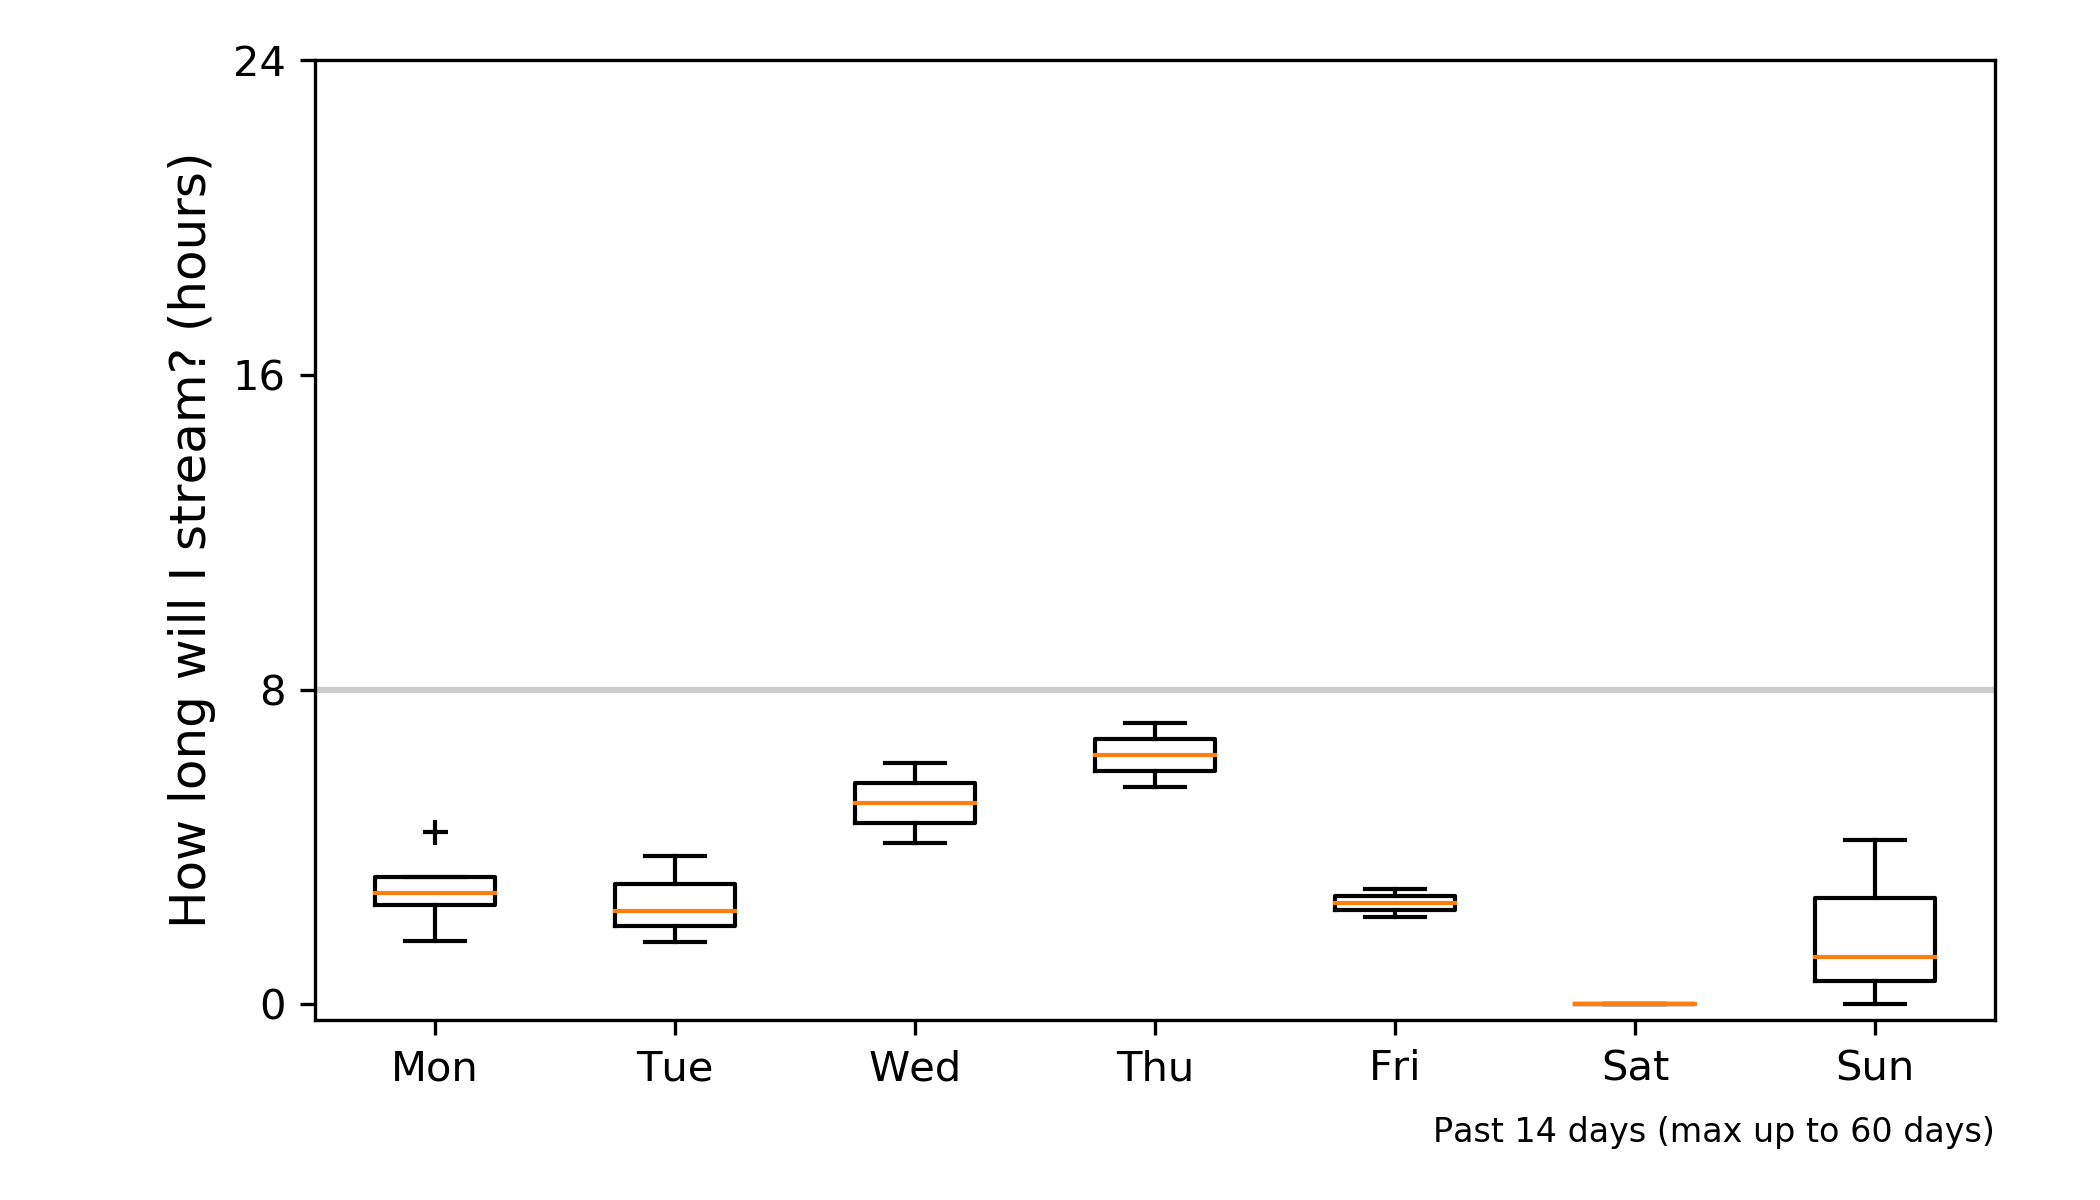 How long will I stream? (hours)
24
16
8
0
Mon Tue Wed Thu Fri Sat Sun
Past 14 days (max up to 60 days)